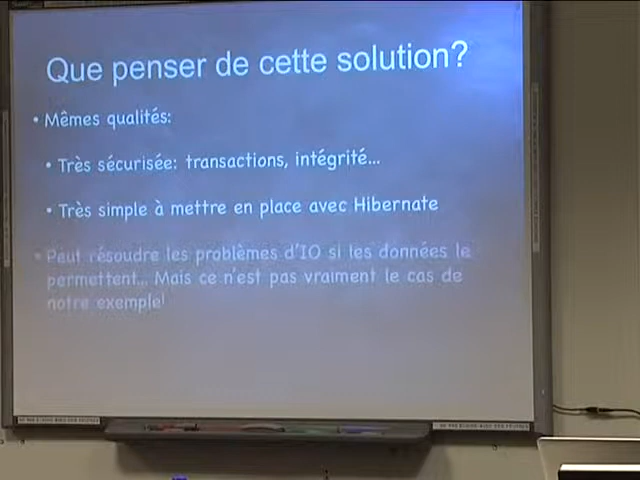 Que penser de cette solution?
• Mêmes qualités:
• Très sécurisée: transactions, intégrité...
• Très simple à mettre en place avec Hibernate
• Peut résoudre les problèmes d'IO si les données le
permettent... Mais ce n'est pas vraiment le cas de
notre exemple!